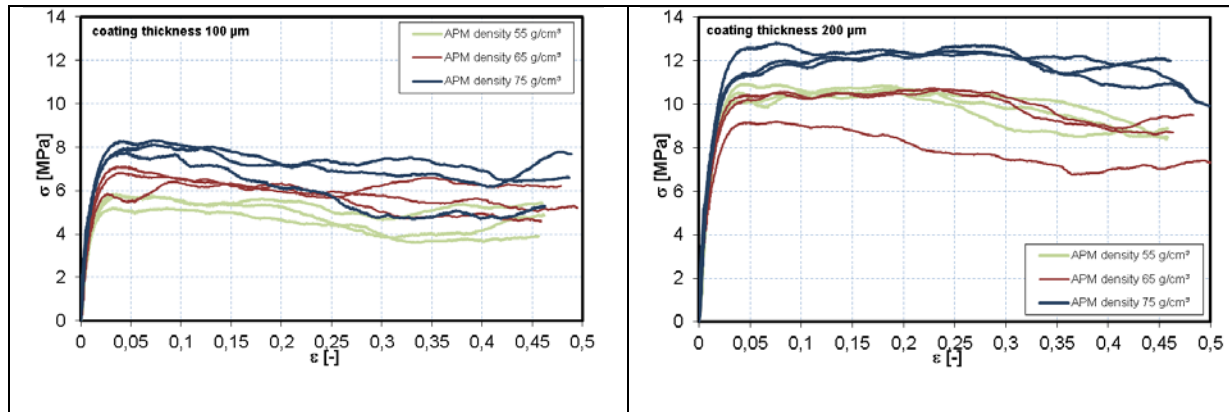 coating thickness 100 µm
APM density 55 g/cm³
APM density 65 g/cm³
APM density 75 g/cm³
14
12
10
8
6
4
2
0
σ [MPa]
0 0,05 0,1 0,15 0,2 0,25 0,3 0,35 0,4 0,45 0,5
ε [-]
coating thickness 200 µm
14
12
10
8
6
4
2
0
σ [MPa]
APM density 55 g/cm³
APM density 65 g/cm³
APM density 75 g/cm³
0 0,05 0,1 0,15 0,2 0,25 0,3 0,35 0,4 0,45 0,5
ε [-]